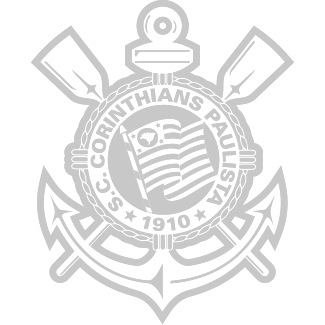 S.C. CORINTHIANS PAULISTA
★ 1910 ★